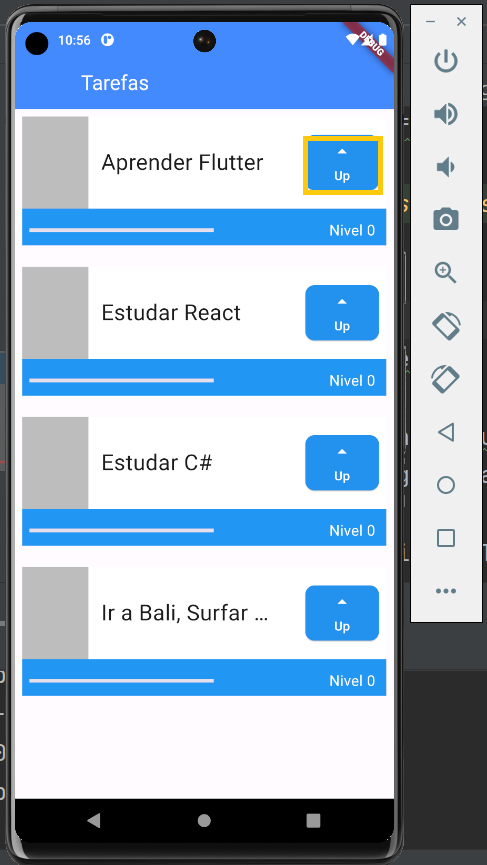 10:56
DEBUG
Tarefas
Aprender Flutter
Up
Nivel 0
Estudar React
Up
Nivel 0
Estudar C#
Up
Nivel 0
Ir a Bali, Surfar ...
Up
Nivel 0